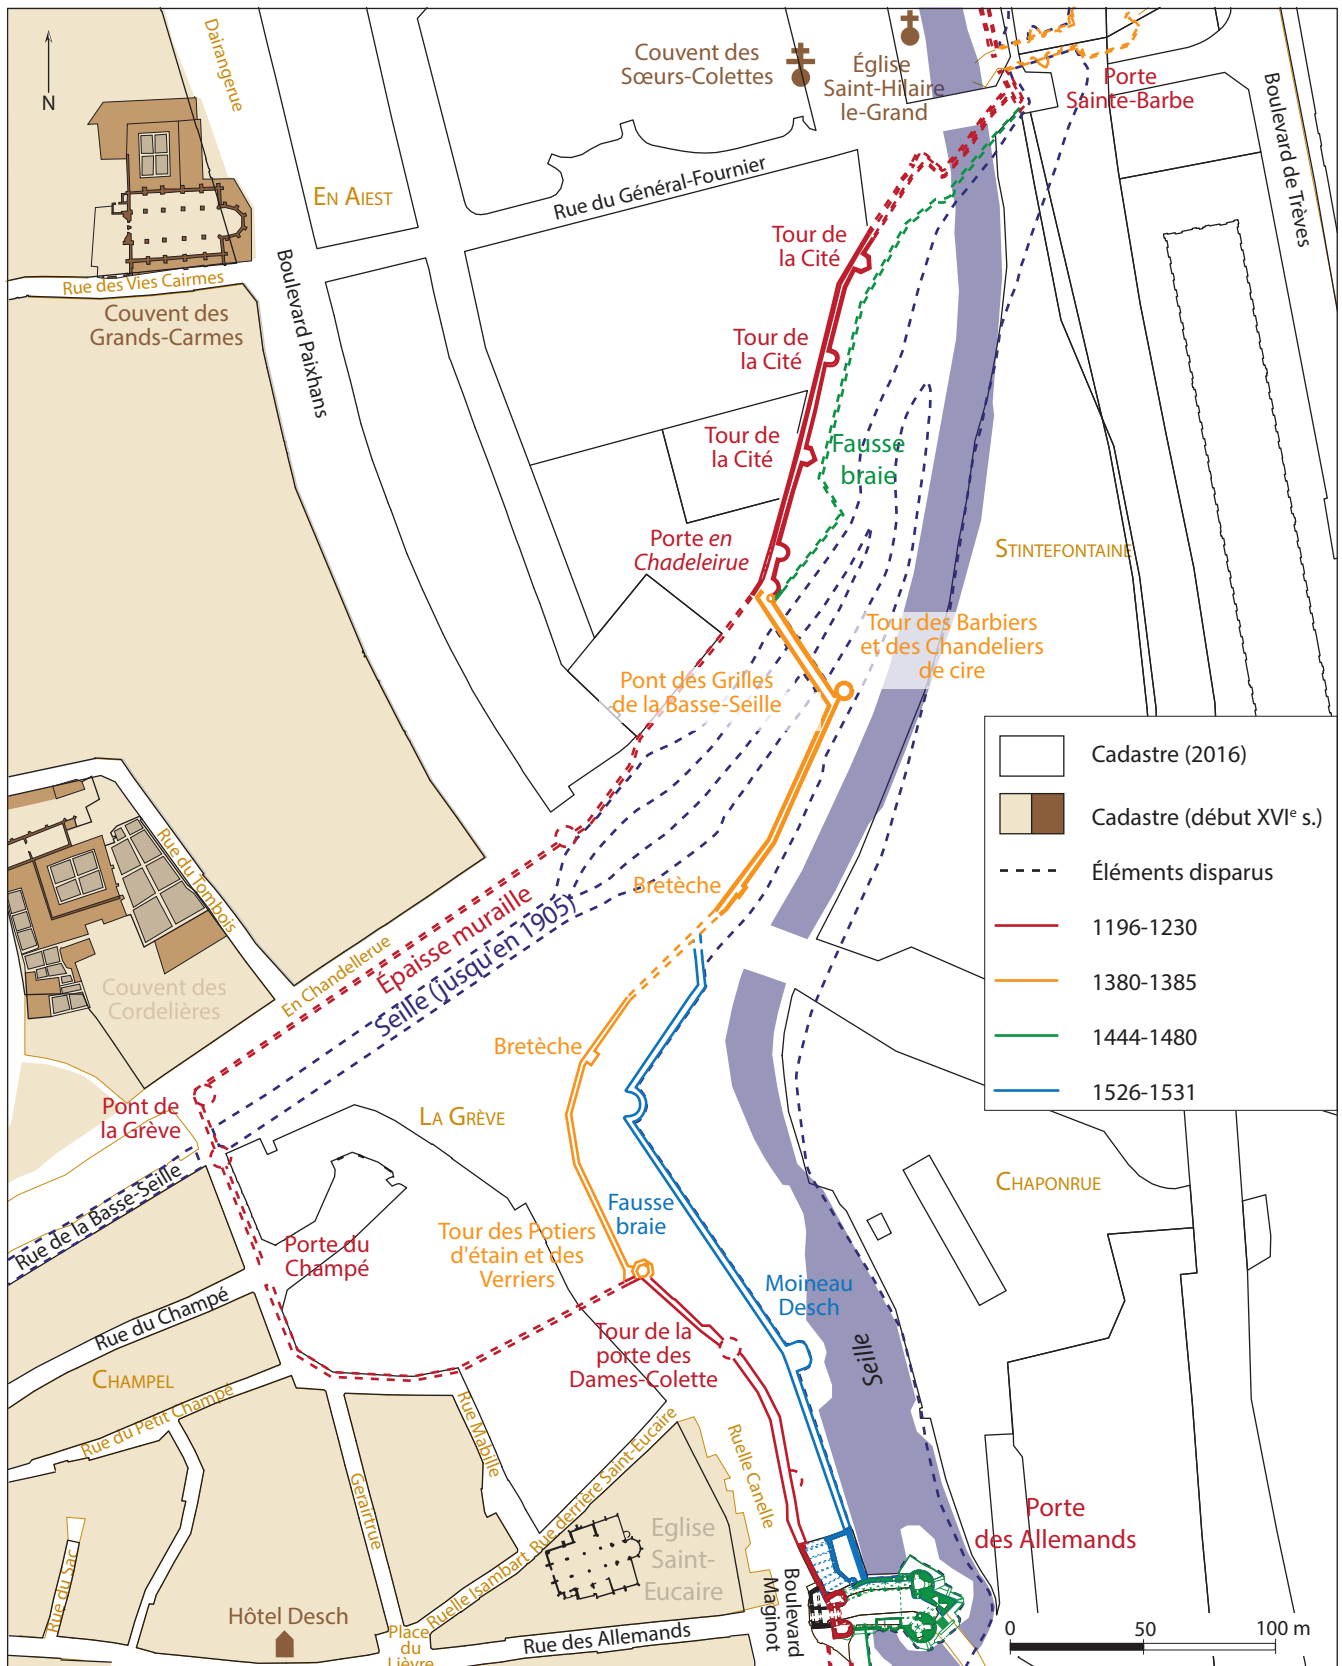 N
Dairangerue
Couvent des
Sœurs-Colettes
Église
Saint-Hilaire
le-Grand
Porte
Sainte-Barbe
Boulevard de Trèves
EN AIEST
Rue du Général-Fournier
Rue des Vies Cairmes
Couvent des
Grands-Carmes
Boulevard Paixhans
Tour de
la Cité
Tour de
la Cité
Tour de
la Cité
Fausse
braie
Porte en
Chadeleirue
STINTEFONTAINE
Tour des Barbiers
et des Chandeliers
de cire
Pont des Grilles
de la Basse-Seille
Cadastre (2016)
Cadastre (début XVIe s.)
Éléments disparus
1196-1230
1380-1385
1444-1480
1526-1531
Rue du Tombois
Bretèche
Épaisse muraille
Seille (jusqu'en 1905)
En Chandellerue
Couvent des
Cordelières
Bretèche
Pont de
la Grève
LA GRÈVE
Rue de la Basse-Seille
CHAPONRUE
Fausse
braie
Tour des Potiers
d'étain et des
Verriers
Porte du
Champé
Moineau
Desch
Rue du Champé
Tour de la
porte des
Dames-Colette
Seille
CHAMPEL
Rue du Petit Champé
Rue Mabille
Gerairtrue
Rue derriere Saint-Eucaire
Ruelle Canelle
Ruelle Isambart
Eglise
Saint-
Eucaire
Porte
des Allemands
Rue du Sac
Hôtel Desch
Place
du
Lièvre
Rue des Allemands
Boulevard
Maginot
0 50 100 m